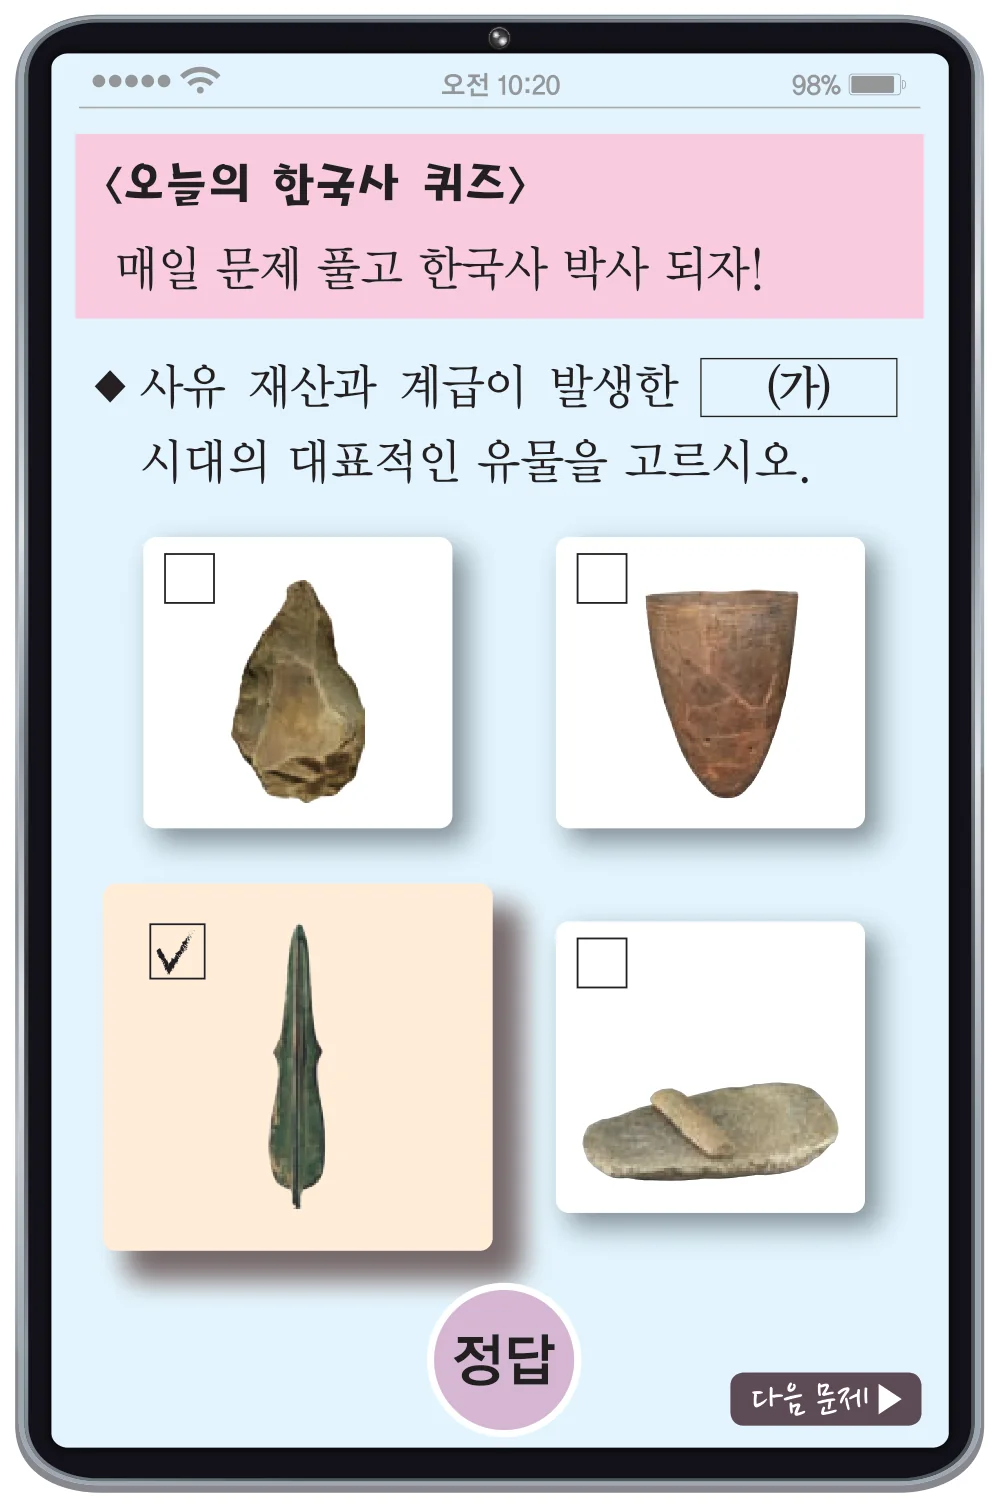 오전 10:20
98%
<오늘의 한국사 퀴즈>
매일 문제 풀고 한국사 박사 되자!
◆ 사유 재산과 계급이 발생한 (가)
시대의 대표적인 유물을 고르시오.
정답
다음 문제 ▶